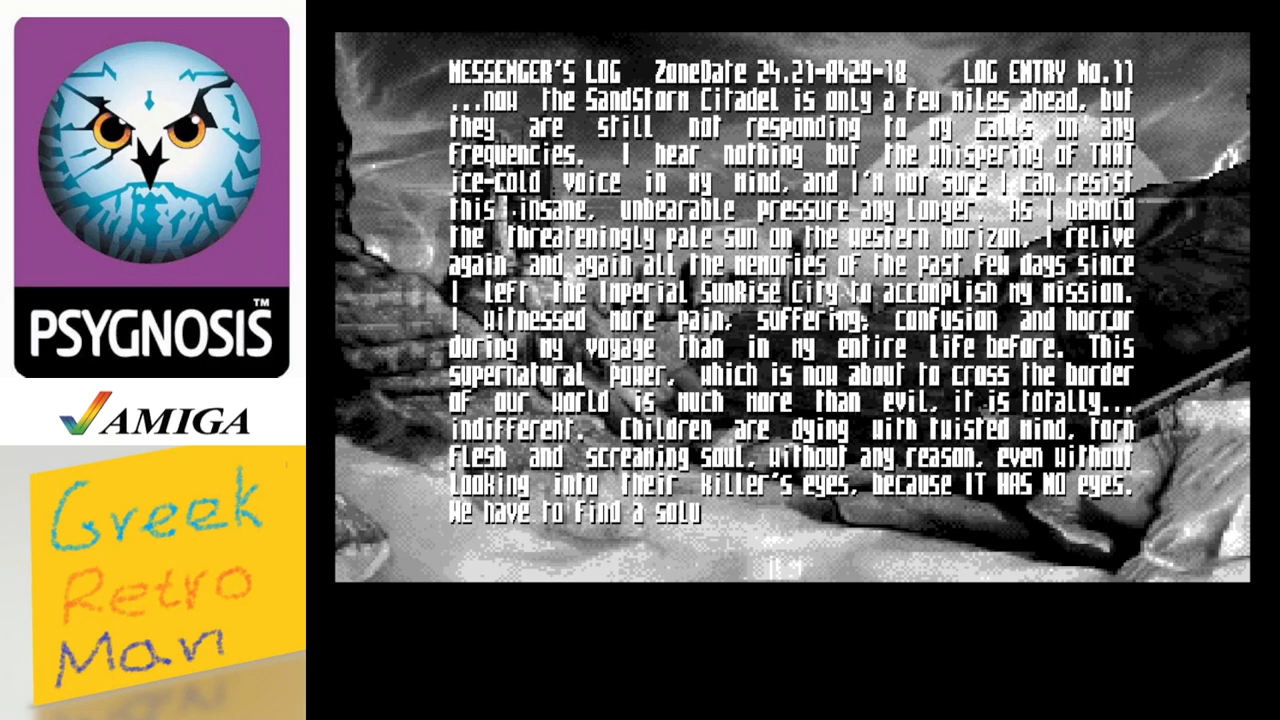 PSYGNOSIS™
AMIGA
Greek
Retro
Man
MESSENGER'S LOG ZoneDate 24.21-A429-18 LOG ENTRY No.11
...now the SandStorm Citadel is only a few miles ahead, but
they are still not responding to my calls on any
frequencies. I hear nothing but the whispering of THAT
ice-cold voice in my mind, and I'm not sure I can resist
this insane, unbearable pressure any longer. As I behold
the threateningly pale sun on the western horizon, I relive
again and again all the memories of the past few days since
I left the Imperial SunRise City to accomplish my mission.
I witnessed more pain, suffering, confusion and horror
during my voyage than in my entire life before. This
supernatural power, which is now about to cross the border
of our world is much more than evil, it is totally...
indifferent. Children are dying with twisted mind, torn
flesh and screaming soul, without any reason, even without
looking into their killer's eyes, because IT HAS NO eyes.
We have to find a solu